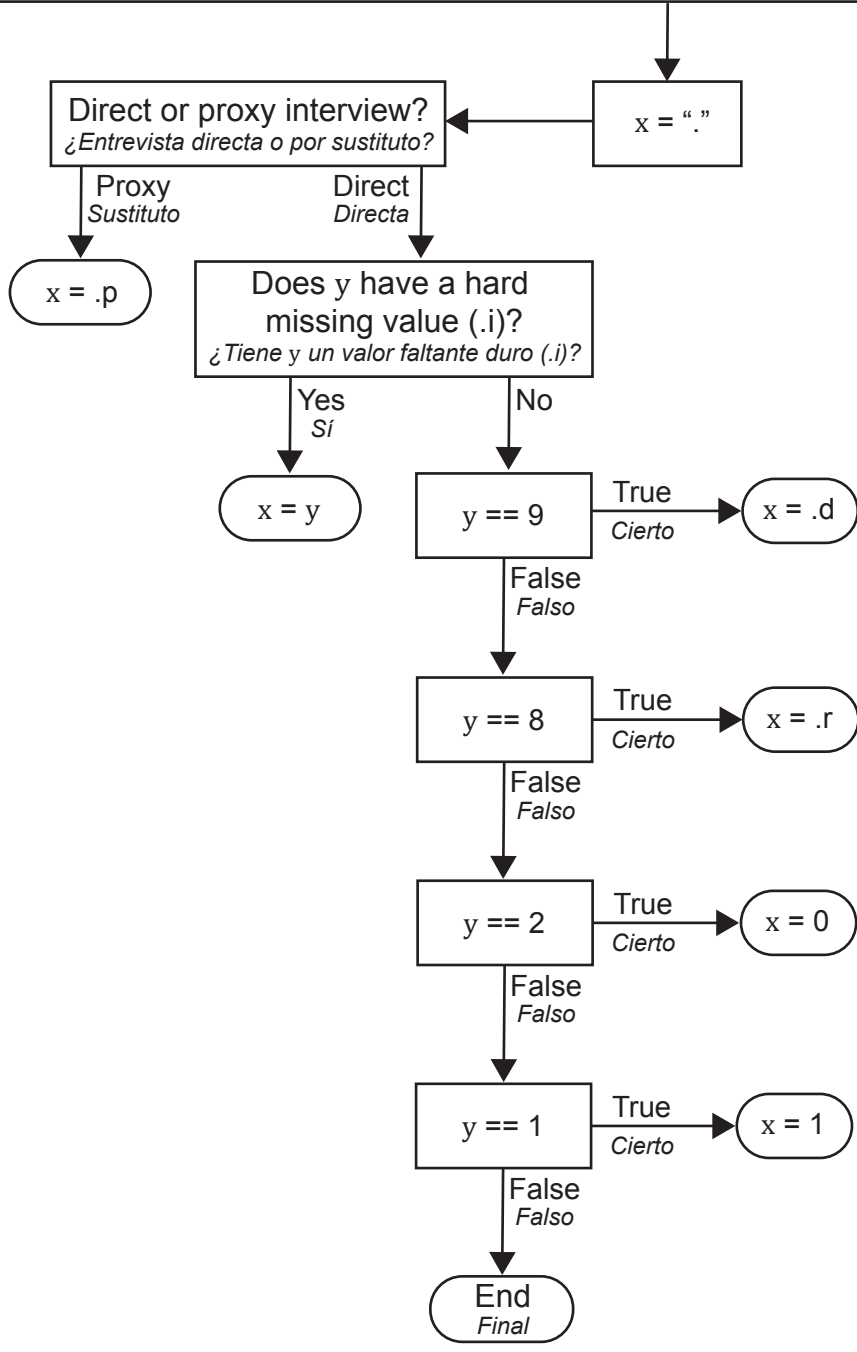 x = “.”
Direct or proxy interview?
¿Entrevista directa o por sustituto?
Proxy
Sustituto
Direct
Directa
x = .p
Does y have a hard
missing value (.i)?
¿Tiene y un valor faltante duro (.i)?
Yes
Sí
No
x = y
y == 9
True
Cierto
x = .d
False
Falso
y == 8
True
Cierto
x = .r
False
Falso
y == 2
True
Cierto
x = 0
False
Falso
y == 1
True
Cierto
x = 1
False
Falso
End
Final